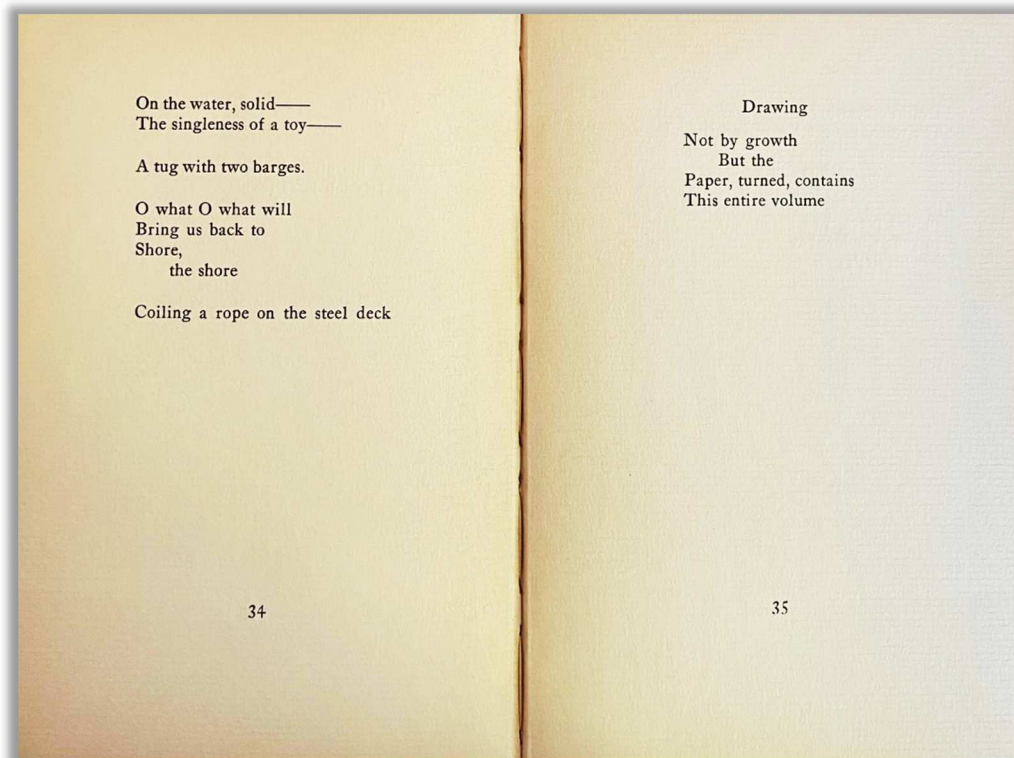 On the water, solid——
The singleness of a toy——
A tug with two barges.
O what O what will
Bring us back to
Shore,
the shore
Coiling a rope on the steel deck
34
Drawing
Not by growth
But the
Paper, turned, contains
This entire volume
35